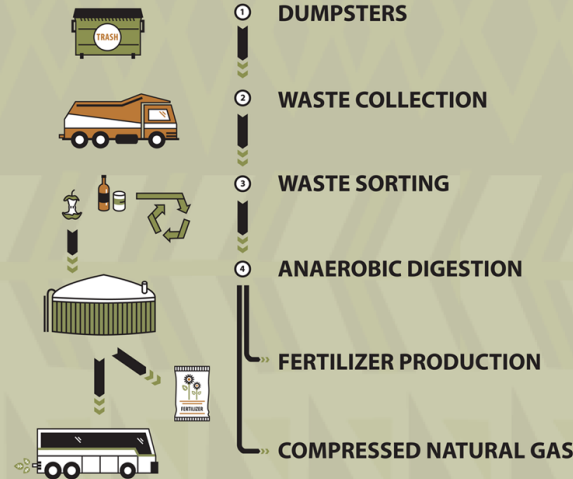 TRASH
1 DUMPSTERS
2 WASTE COLLECTION
3 WASTE SORTING
4 ANAEROBIC DIGESTION
FERTILIZER PRODUCTION
FERTILIZER
COMPRESSED NATURAL GAS